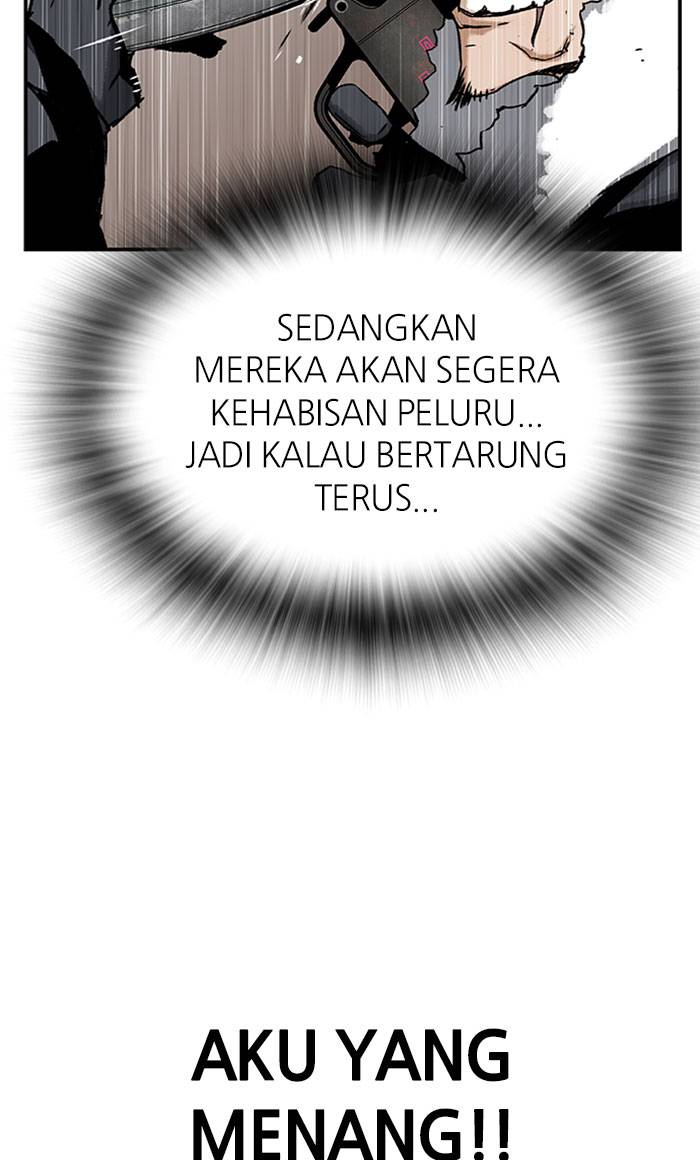 SEDANGKAN
MEREKA AKAN SEGERA
KEHABISAN PELURU...
JADI KALAU BERTARUNG
TERUS...
AKU YANG
MENANG!!